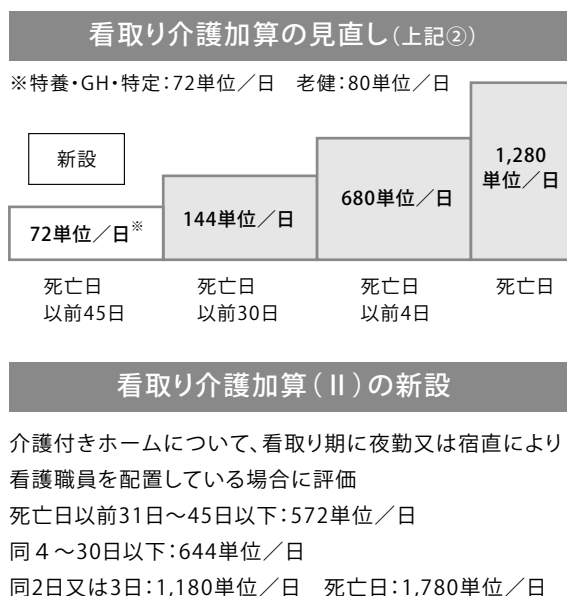 看取り介護加算の見直し(上記②)
※特養・GH・特定:72単位／日　老健:80単位／日
新設
72単位／日※
144単位／日
680単位／日
1,280
単位／日
死亡日
以前45日
死亡日
以前30日
死亡日
以前4日
死亡日
看取り介護加算(Ⅱ)の新設
介護付きホームについて、看取り期に夜勤又は宿直により
看護職員を配置している場合に評価
死亡日以前31日～45日以下:572単位／日
同４～30日以下:644単位／日
同2日又は3日:1,180単位／日　死亡日:1,780単位／日